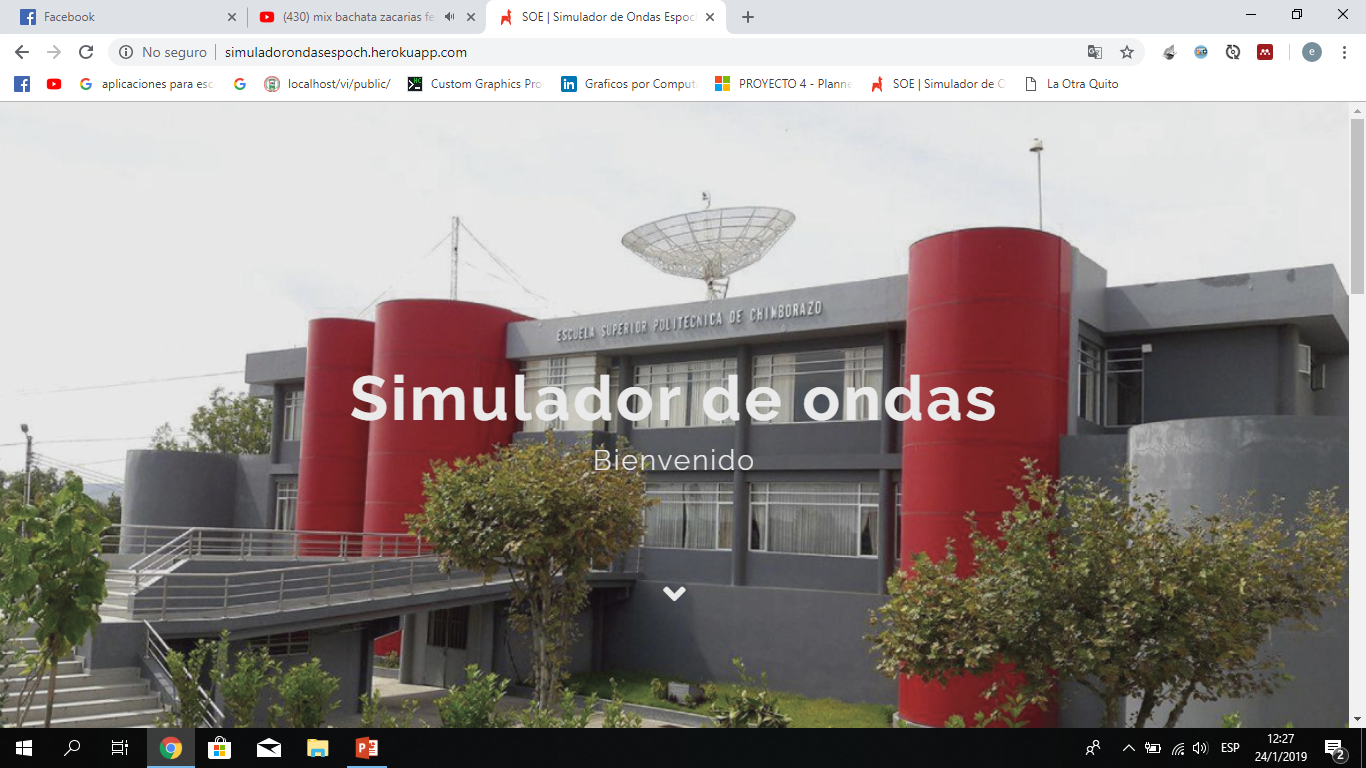 Facebook
(430) mix bachata zacarias fe
SOE | Simulador de Ondas Espoc
No seguro
simuladorondasespoch.herokuapp.com
e
aplicaciones para esc
localhost/vi/public/
Custom Graphics Pro
Graficos por Computa
PROYECTO 4 - Planne
SOE | Simulador de O
La Otra Quito
ESCUELA SUPERIOR POLITECNICA DE CHIMBORAZO
Simulador de ondas
Bienvenido
ESP
12:27
24/1/2019
2